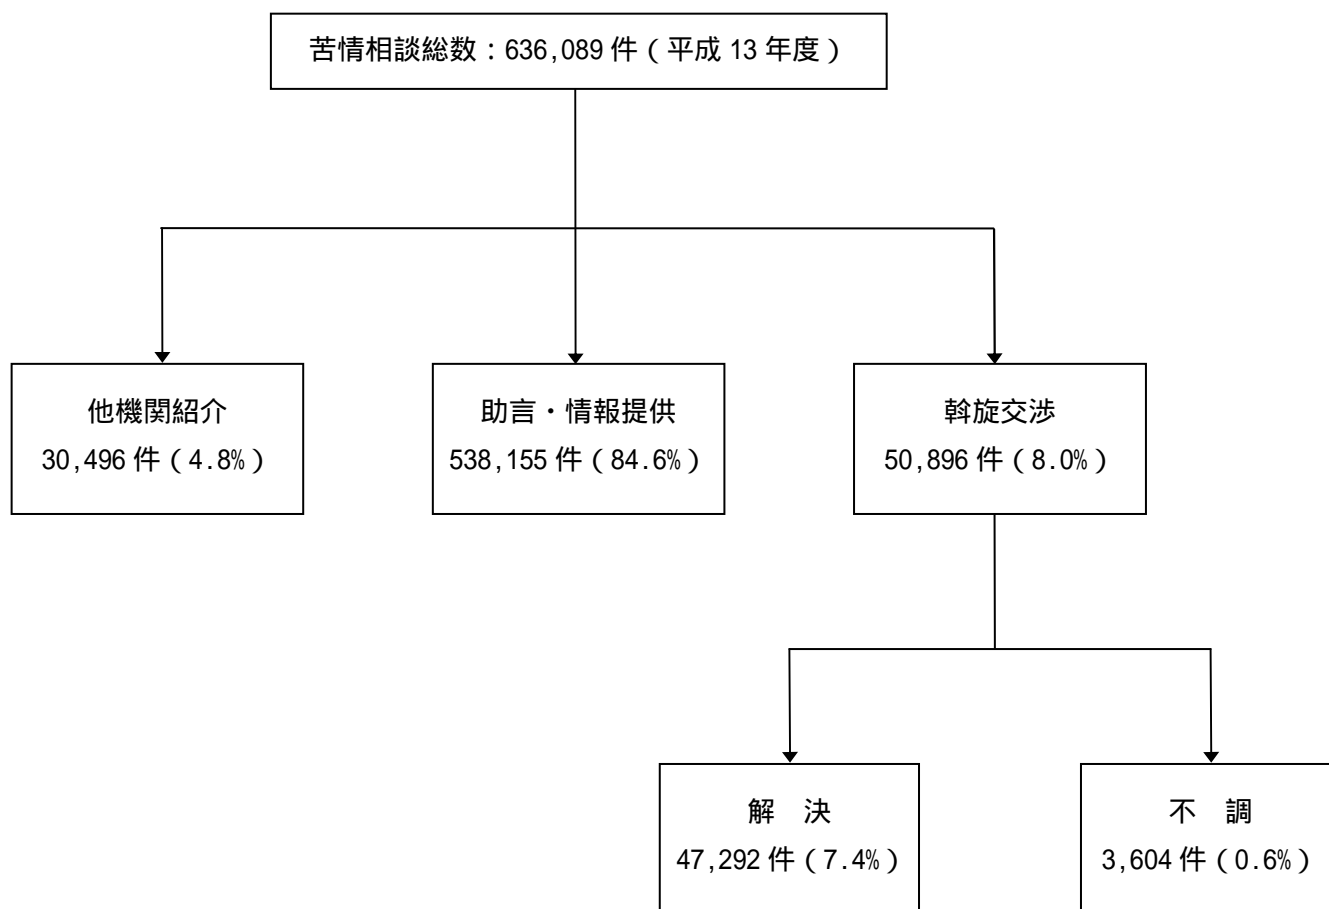 苦情相談総数：636,089 件（平成 13 年度）
他機関紹介
30,496 件（4.8%）
助言・情報提供
538,155 件（84.6%）
斡旋交渉
50,896 件（8.0%）
解　決
47,292 件（7.4%）
不　調
3,604 件（0.6%）